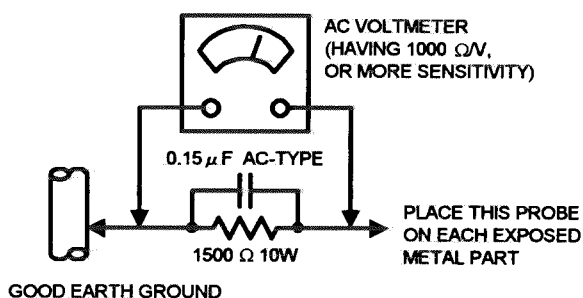 AC VOLTMETER
(HAVING 1000 Ω/V,
OR MORE SENSITIVITY)
0.15 μF AC-TYPE
1500 Ω 10W
PLACE THIS PROBE
ON EACH EXPOSED
METAL PART
GOOD EARTH GROUND